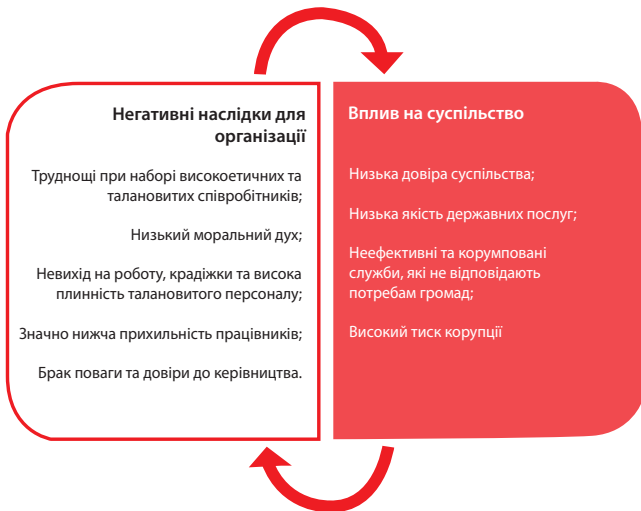 Негативні наслідки для
організації
Труднощі при наборі високоетичних та
талановитих співробітників;
Низький моральний дух;
Невихід на роботу, крадіжки та висока
плинність талановитого персоналу;
Значно нижча прихильність працівників;
Брак поваги та довіри до керівництва.
Вплив на суспільство
Низька довіра суспільства;
Низька якість державних послуг;
Неефективні та корумповані
служби, які не відповідають
потребам громад;
Високий тиск корупції